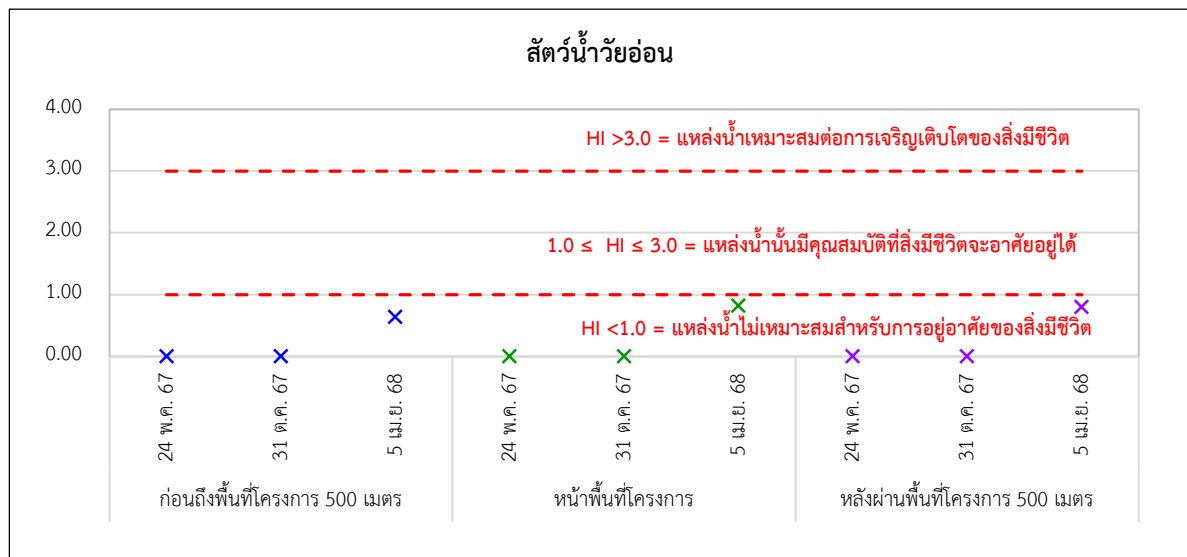 สัตว์น้ำวัยอ่อน
4.00
HI >3.0 = แหล่งน้ำเหมาะสมต่อการเจริญเติบโตของสิ่งมีชีวิต
3.00
2.00
1.0 ≤ HI ≤ 3.0 = แหล่งน้ำนั้นมีคุณสมบัติที่สิ่งมีชีวิตจะอาศัยอยู่ได้
1.00
HI <1.0 = แหล่งน้ำไม่เหมาะสมสำหรับการอยู่อาศัยของสิ่งมีชีวิต
0.00
24 พ.ค. 67
31 ต.ค. 67
5 เม.ย. 68
24 พ.ค. 67
31 ต.ค. 67
5 เม.ย. 68
24 พ.ค. 67
31 ต.ค. 67
5 เม.ย. 68
ก่อนถึงพื้นที่โครงการ 500 เมตร
หน้าพื้นที่โครงการ
หลังผ่านพื้นที่โครงการ 500 เมตร